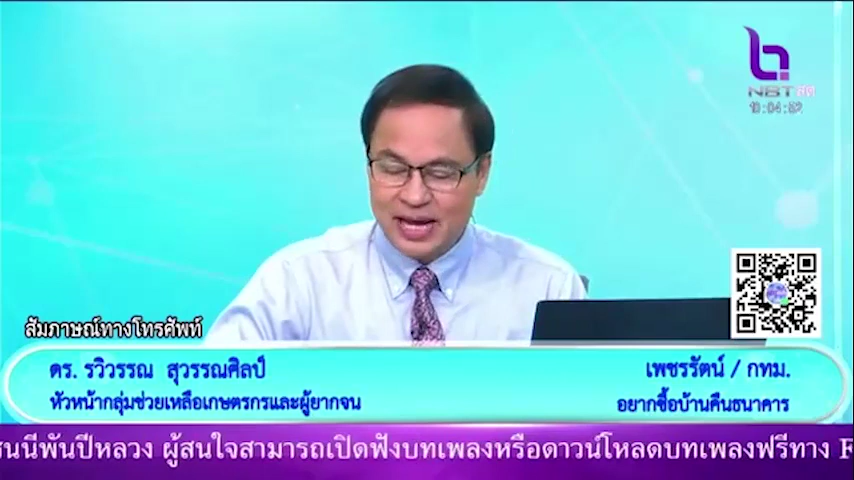 NBT สด
10:04:52
สัมภาษณ์ทางโทรศัพท์
ดร. รวิวรรณ สุวรรณศิลป์
หัวหน้ากลุ่มช่วยเหลือเกษตรกรและผู้ยากจน
เพชรรัตน์ / กทม.
อยากซื้อบ้านคืนธนาคาร
ชนนีพันปีหลวง ผู้สนใจสามารถเปิดฟังบทเพลงหรือดาวน์โหลดบทเพลงฟรีทาง F